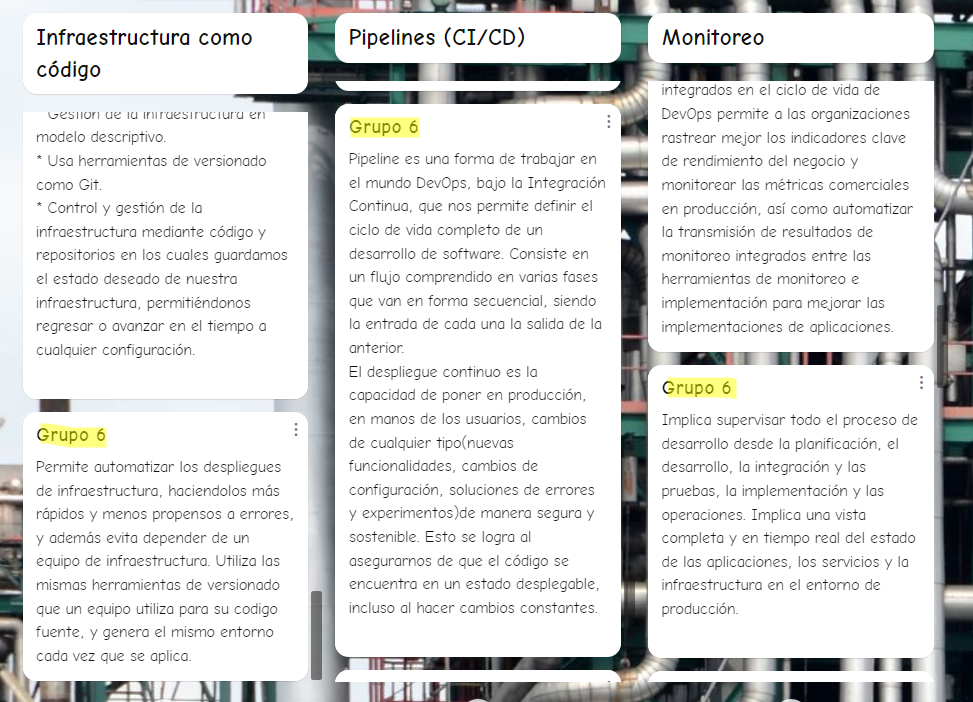 Infraestructura como
código
* Gestión de la infraestructura en
modelo descriptivo.
* Usa herramientas de versionado
como Git.
* Control y gestión de la
infraestructura mediante código y
repositorios en los cuales guardamos
el estado deseado de nuestra
infraestructura, permitiéndonos
regresar o avanzar en el tiempo a
cualquier configuración.
Grupo 6
Permite automatizar los despliegues
de infraestructura, haciendolos más
rápidos y menos propensos a errores,
y además evita depender de un
equipo de infraestructura. Utiliza las
mismas herramientas de versionado
que un equipo utiliza para su codigo
fuente, y genera el mismo entorno
cada vez que se aplica.
Pipelines (CI/CD)
Grupo 6
Pipeline es una forma de trabajar en
el mundo DevOps, bajo la Integración
Continua, que nos permite definir el
ciclo de vida completo de un
desarrollo de software. Consiste en
un flujo comprendido en varias fases
que van en forma secuencial, siendo
la entrada de cada una la salida de la
anterior.
El despliegue continuo es la
capacidad de poner en producción,
en manos de los usuarios, cambios
de cualquier tipo(nuevas
funcionalidades, cambios de
configuración, soluciones de errores
y experimentos)de manera segura y
sostenible. Esto se logra al
asegurarnos de que el código se
encuentra en un estado desplegable,
incluso al hacer cambios constantes.
Monitoreo
integrados en el ciclo de vida de
DevOps permite a las organizaciones
rastrear mejor los indicadores clave
de rendimiento del negocio y
monitorear las métricas comerciales
en producción, así como automatizar
la transmisión de resultados de
monitoreo integrados entre las
herramientas de monitoreo e
implementación para mejorar las
implementaciones de aplicaciones.
Grupo 6
Implica supervisar todo el proceso de
desarrollo desde la planificación, el
desarrollo, la integración y las
pruebas, la implementación y las
operaciones. Implica una vista
completa y en tiempo real del estado
de las aplicaciones, los servicios y la
infraestructura en el entorno de
producción.